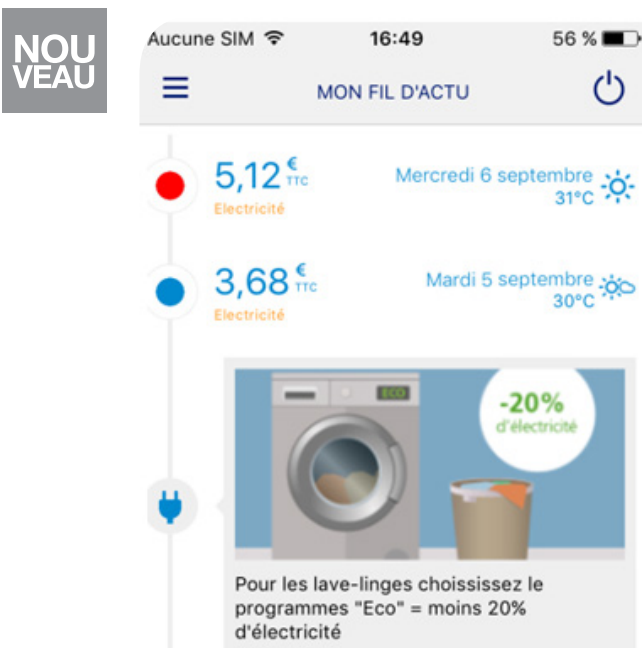 NOU
VEAU
Aucune SIM 16:49 56 %
MON FIL D'ACTU
5,12 € TTC Mercredi 6 septembre
Electricité 31°C
3,68 € TTC Mardi 5 septembre
Electricité 30°C
ECO
-20%
d'électricité
Pour les lave-linges choississez le
programmes "Eco" = moins 20%
d'électricité